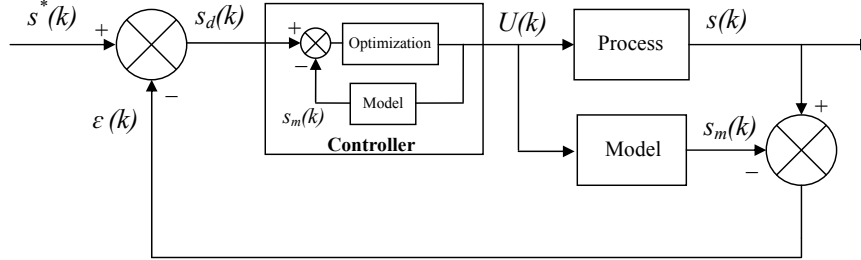 s*(k)
+
−
ε(k)
s_d(k)
+
−
Optimization
Model
s_m(k)
Controller
U(k)
Process
s(k)
Model
s_m(k)
+
−